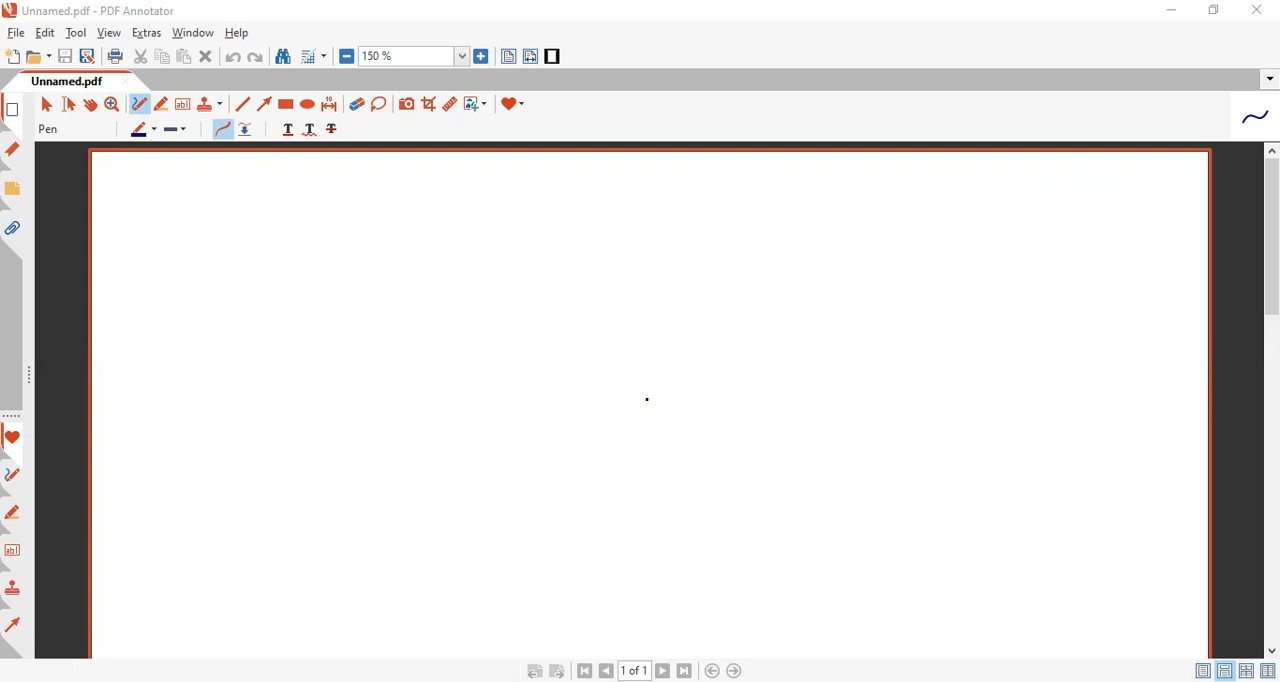 Unnamed.pdf - PDF Annotator
File Edit Tool View Extras Window Help
150 %
Unnamed.pdf
Pen
1 of 1